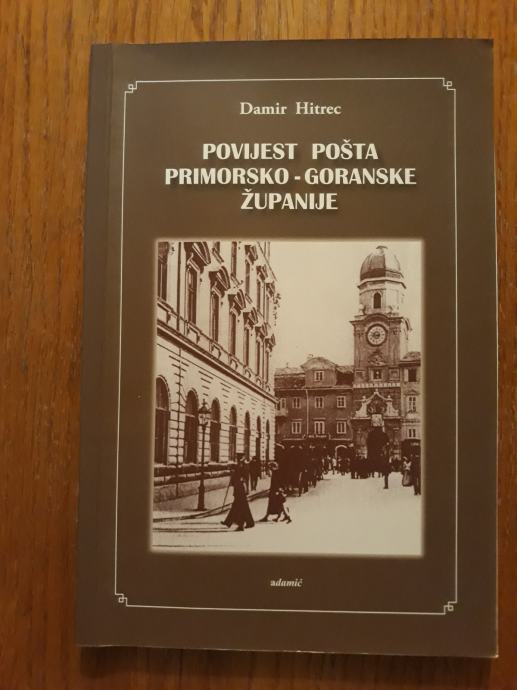 Damir Hitrec
POVIJEST POŠTA
PRIMORSKO - GORANSKE
ŽUPANIJE
adamić